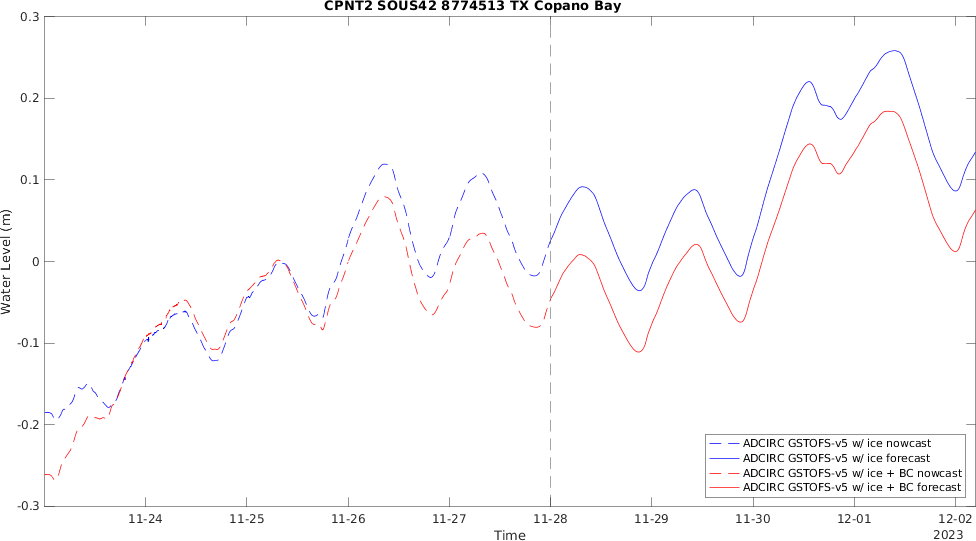 CPNT2 SOUS42 8774513 TX Copano Bay
0.3
0.2
0.1
0
-0.1
-0.2
-0.3
Water Level (m)
ADCIRC GSTOFS-v5 w/ ice nowcast
ADCIRC GSTOFS-v5 w/ ice forecast
ADCIRC GSTOFS-v5 w/ ice + BC nowcast
ADCIRC GSTOFS-v5 w/ ice + BC forecast
11-24 11-25 11-26 11-27 11-28 11-29 11-30 12-01 12-02
Time 2023